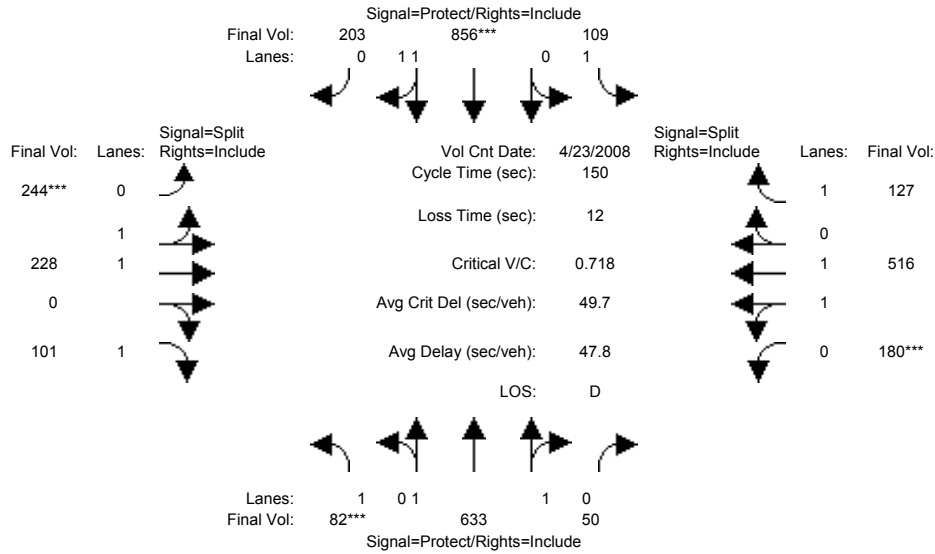 Signal=Protect/Rights=Include
Final Vol: 203 856*** 109
Lanes: 0 1 1 0 1
Signal=Split
Final Vol: Lanes: Rights=Include
Vol Cnt Date: 4/23/2008
Signal=Split
Rights=Include Lanes: Final Vol:
Cycle Time (sec): 150
244*** 0
1 127
Loss Time (sec): 12
1
0
228 1
Critical V/C: 0.718
1 516
0
Avg Crit Del (sec/veh): 49.7
1
101 1
Avg Delay (sec/veh): 47.8
0 180***
LOS: D
Lanes: 1 0 1 1 0
Final Vol: 82*** 633 50
Signal=Protect/Rights=Include